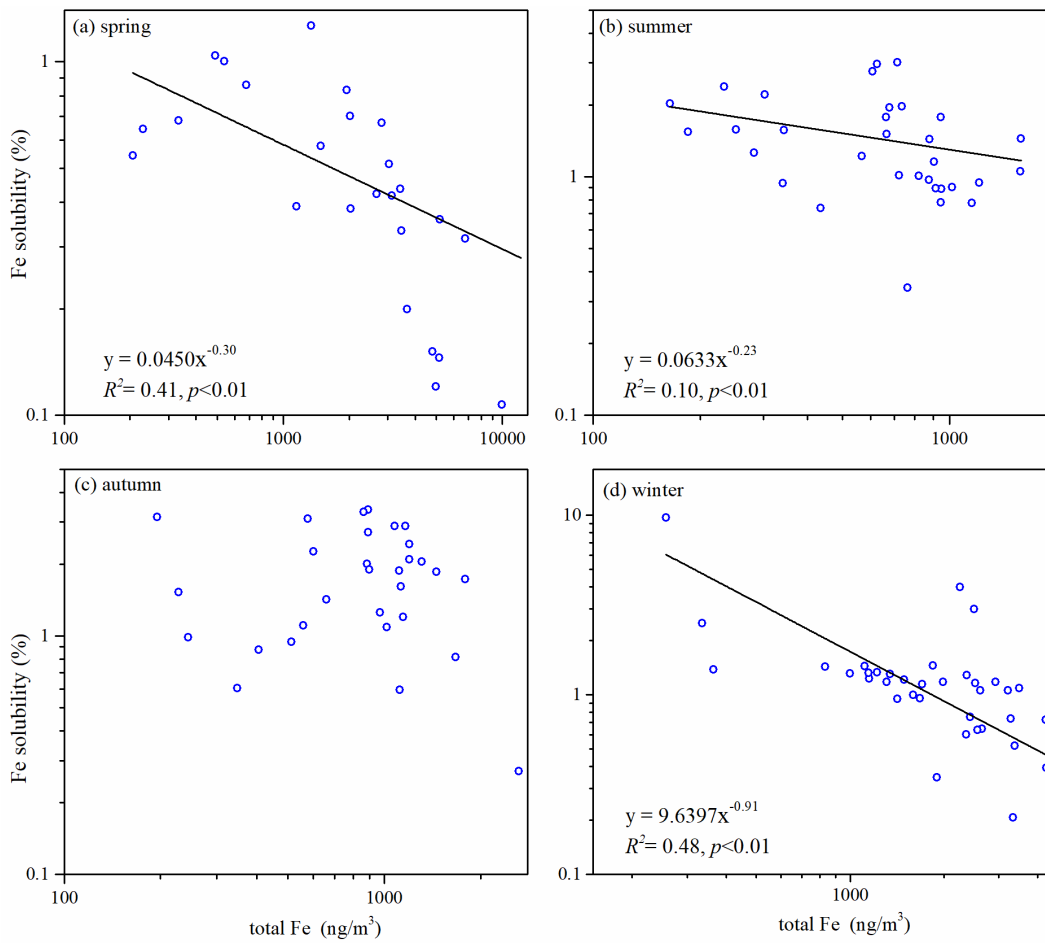 (a) spring
1
0.1
100
1000
10000
Fe solubility (%)
y = 0.0450x^-0.30
R^2= 0.41, p<0.01
(b) summer
1
0.1
100
1000
y = 0.0633x^-0.23
R^2= 0.10, p<0.01
(c) autumn
1
0.1
100
1000
Fe solubility (%)
total Fe (ng/m^3)
(d) winter
10
1
0.1
1000
y = 9.6397x^-0.91
R^2= 0.48, p<0.01
total Fe (ng/m^3)